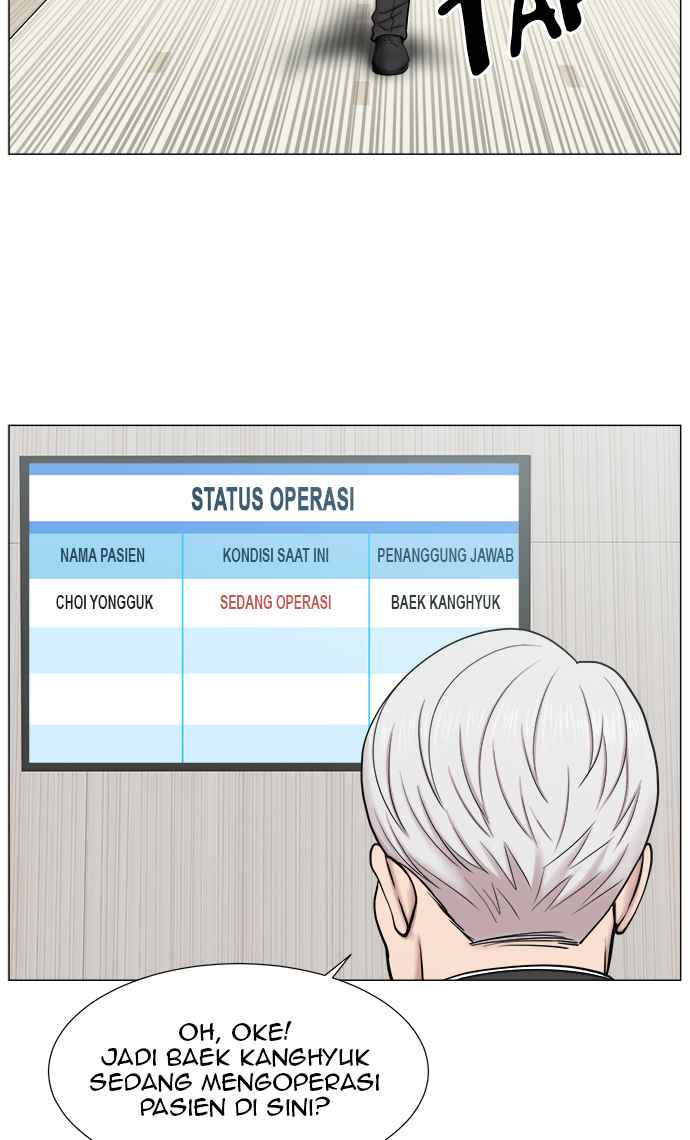 TAP
STATUS OPERASI
NAMA PASIEN KONDISI SAAT INI PENANGGUNG JAWAB
CHOI YONGGUK SEDANG OPERASI BAEK KANGHYUK
OH, OKE!
JADI BAEK KANGHYUK
SEDANG MENGOPERASI
PASIEN DI SINI?